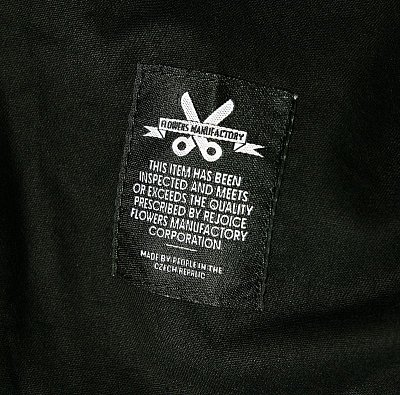 FLOWERS MANUFACTORY
THIS ITEM HAS BEEN
INSPECTED AND MEETS
OR EXCEEDS THE QUALITY
PRESCRIBED BY REJOICE
FLOWERS MANUFACTORY
CORPORATION
MADE BY PEOPLE IN THE
CZECH REPUBLIC